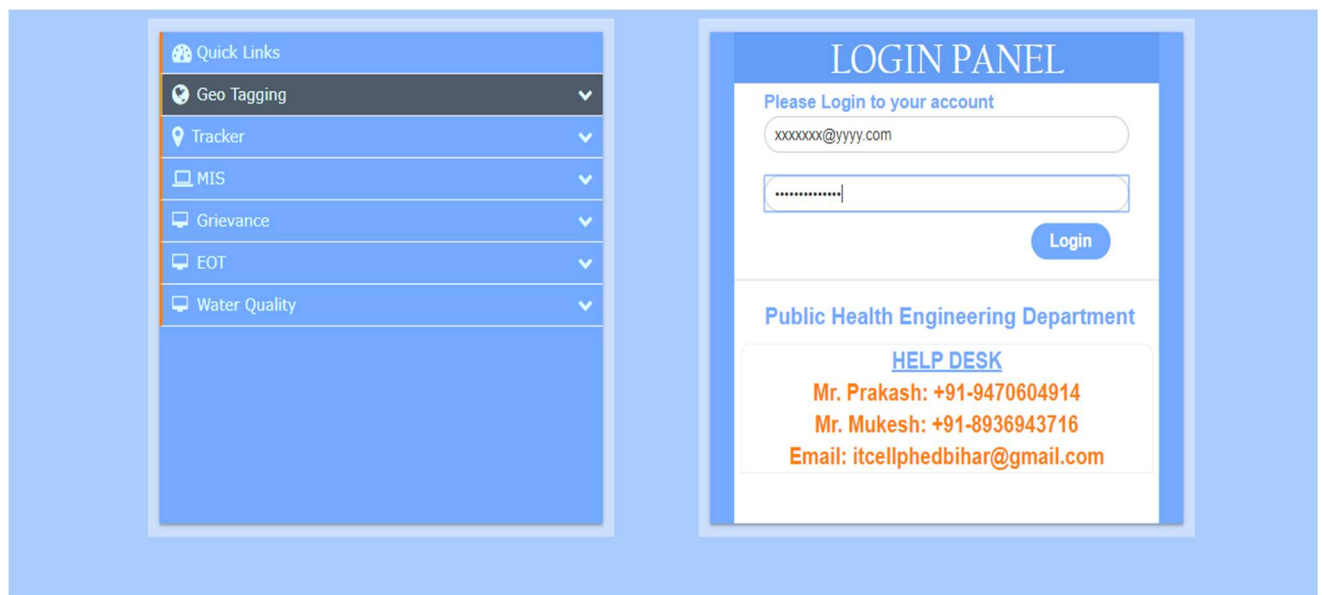 Quick Links
Geo Tagging
Tracker
MIS
Grievance
EOT
Water Quality
LOGIN PANEL
Please Login to your account
xxxxxxx@yyyy.com
••••••••••••••
Login
Public Health Engineering Department
HELP DESK
Mr. Prakash: +91-9470604914
Mr. Mukesh: +91-8936943716
Email: itcellphedbihar@gmail.com